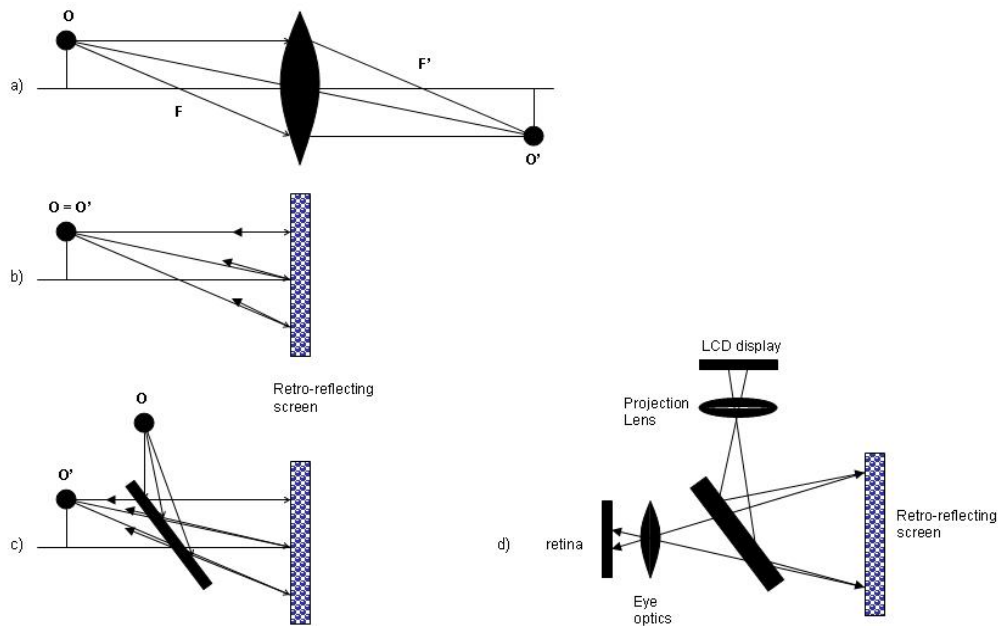 O
a)
F
F'
O'
O = O'
b)
Retro-reflecting
screen
O
O'
c)
LCD display
Projection
Lens
d)
retina
Eye
optics
Retro-reflecting
screen